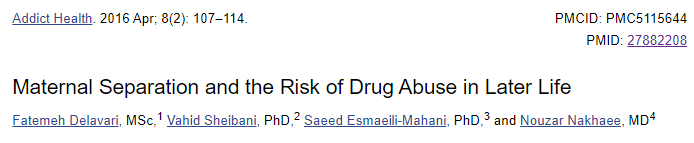 Addict Health. 2016 Apr; 8(2): 107–114.
PMCID: PMC5115644
PMID: 27882208
Maternal Separation and the Risk of Drug Abuse in Later Life
Fatemeh Delavari, MSc,1 Vahid Sheibani, PhD,2 Saeed Esmaeili-Mahani, PhD,3 and Nouzar Nakhaee, MD4